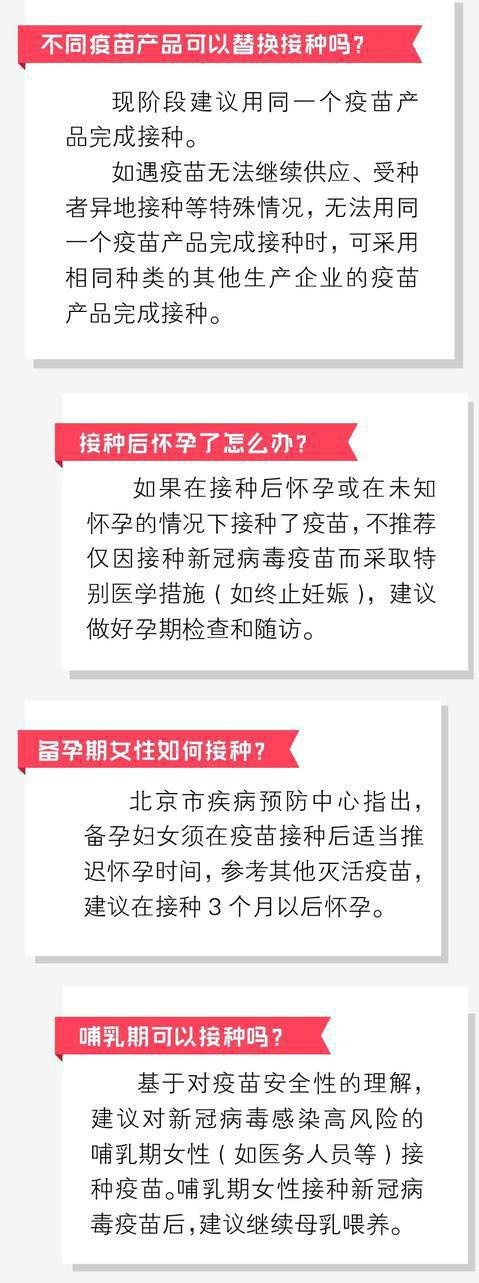 不同疫苗产品可以替换接种吗？
现阶段建议用同一个疫苗产
品完成接种。
如遇疫苗无法继续供应、受种
者异地接种等特殊情况，无法用同
一个疫苗产品完成接种时，可采用
相同种类的其他生产企业的疫苗
产品完成接种。
接种后怀孕了怎么办？
如果在接种后怀孕或在未知
怀孕的情况下接种了疫苗，不推荐
仅因接种新冠病毒疫苗而采取特
别医学措施（如终止妊娠），建议
做好孕期检查和随访。
备孕期女性如何接种？
北京市疾病预防中心指出，
备孕妇女须在疫苗接种后适当推
迟怀孕时间，参考其他灭活疫苗，
建议在接种3个月以后怀孕。
哺乳期可以接种吗？
基于对疫苗安全性的理解，
建议对新冠病毒感染高风险的
哺乳期女性（如医务人员等）接
种疫苗。哺乳期女性接种新冠病
毒疫苗后，建议继续母乳喂养。